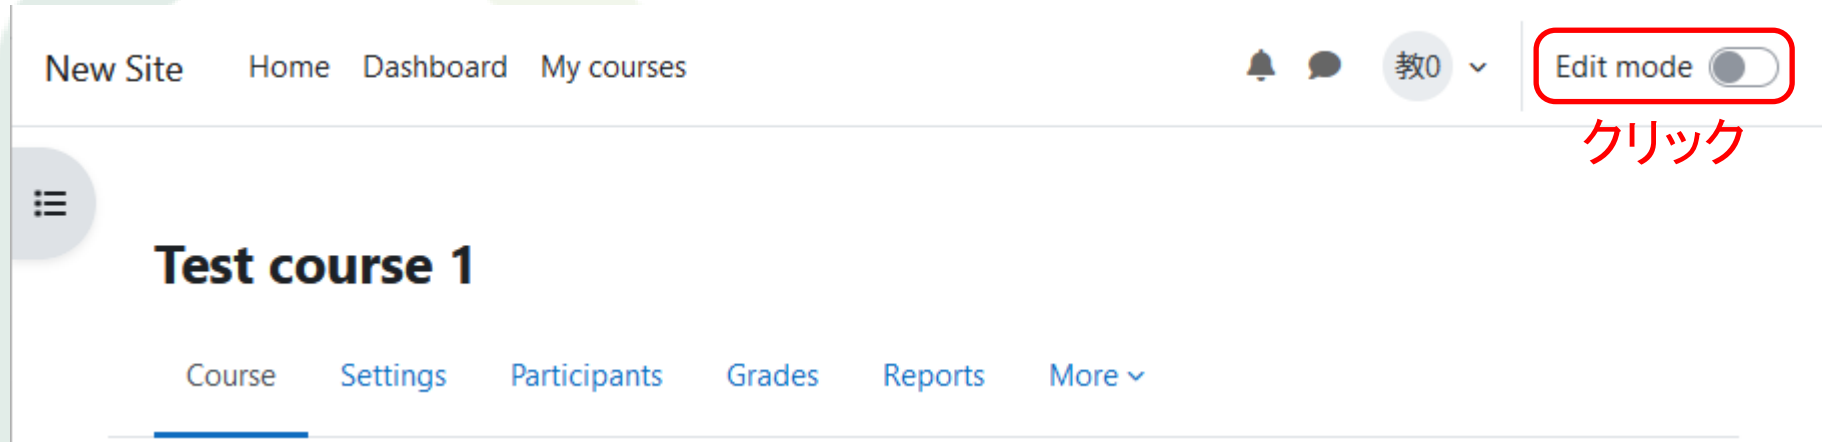 New Site Home Dashboard My courses 教0 Edit mode
クリック
Test course 1
Course Settings Participants Grades Reports More